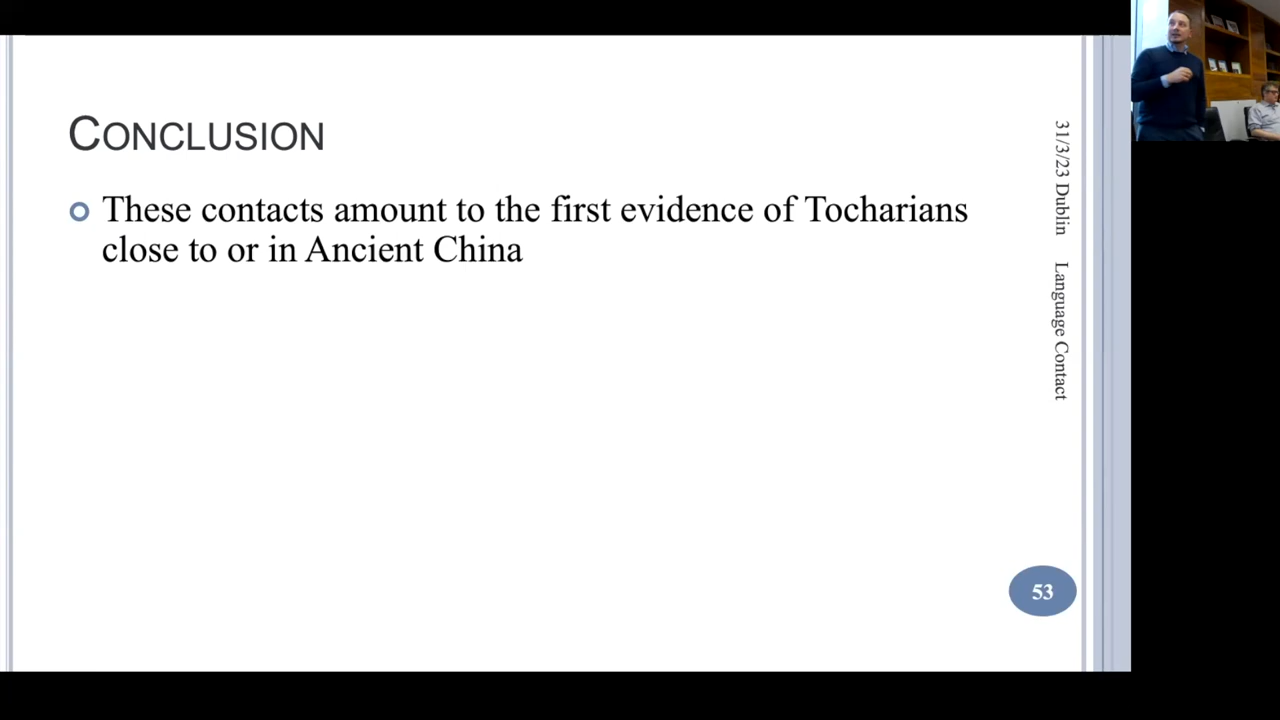 CONCLUSION
These contacts amount to the first evidence of Tocharians
close to or in Ancient China
31/3/23 Dublin Language Contact
53